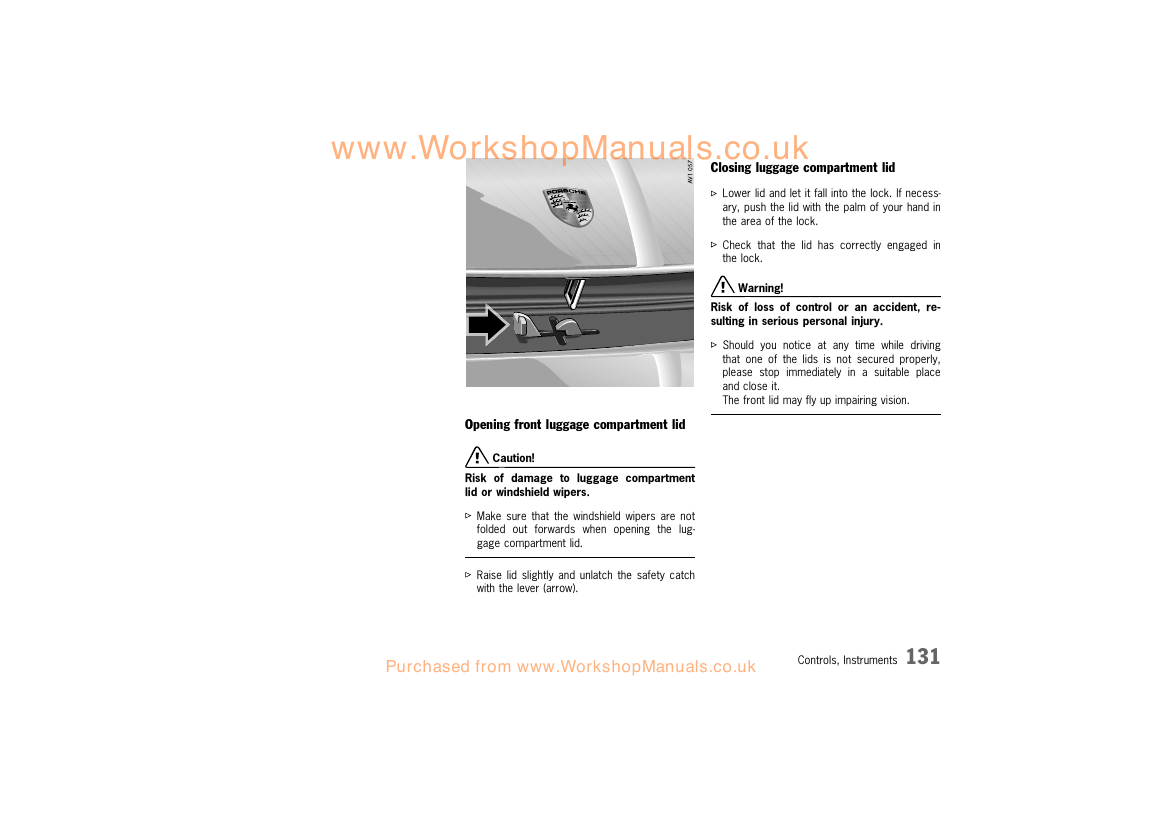 www.WorkshopManuals.co.uk
AV1 057
PORSCHE
Opening front luggage compartment lid
Caution!
Risk of damage to luggage compartment
lid or windshield wipers.
▷ Make sure that the windshield wipers are not
folded out forwards when opening the lug-
gage compartment lid.
▷ Raise lid slightly and unlatch the safety catch
with the lever (arrow).
Closing luggage compartment lid
▷ Lower lid and let it fall into the lock. If necess-
ary, push the lid with the palm of your hand in
the area of the lock.
▷ Check that the lid has correctly engaged in
the lock.
Warning!
Risk of loss of control or an accident, re-
sulting in serious personal injury.
▷ Should you notice at any time while driving
that one of the lids is not secured properly,
please stop immediately in a suitable place
and close it.
The front lid may fly up impairing vision.
Controls, Instruments 131
Purchased from www.WorkshopManuals.co.uk